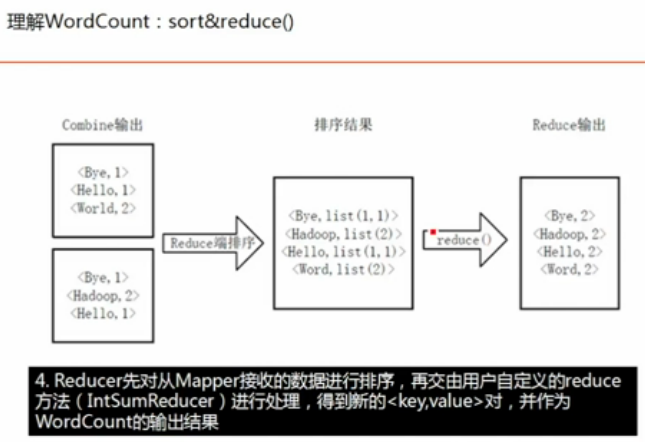 理解WordCount：sort&reduce()
Combine输出
排序结果
Reduce输出
<Bye,1>
<Hello,1>
<World,2>
<Bye,1>
<Hadoop,2>
<Hello,1>
Reduce端排序
<Bye,list(1,1)>
<Hadoop,list(2)>
<Hello,list(1,1)>
<Word,list(2)>
reduce()
<Bye,2>
<Hadoop,2>
<Hello,2>
<Word,2>
4. Reducer先对从Mapper接收的数据进行排序，再交由用户自定义的reduce
方法（IntSumReducer）进行处理，得到新的<key,value>对，并作为
WordCount的输出结果